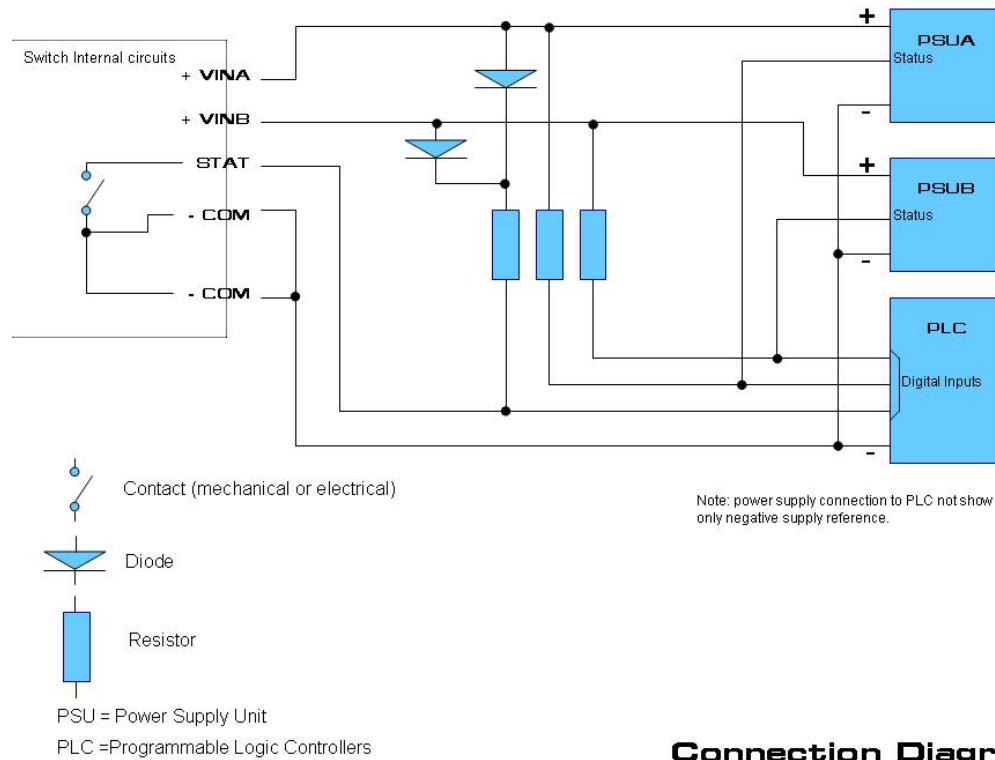 Switch Internal circuits
+ VINA
+ VINB
STAT
- COM
- COM
+
PSUA
Status
-
+
PSUB
Status
-
PLC
Digital Inputs
-
Contact (mechanical or electrical)
Note: power supply connection to PLC not show
only negative supply reference.
Diode
Resistor
PSU = Power Supply Unit
PLC =Programmable Logic Controllers
Connection Diagr